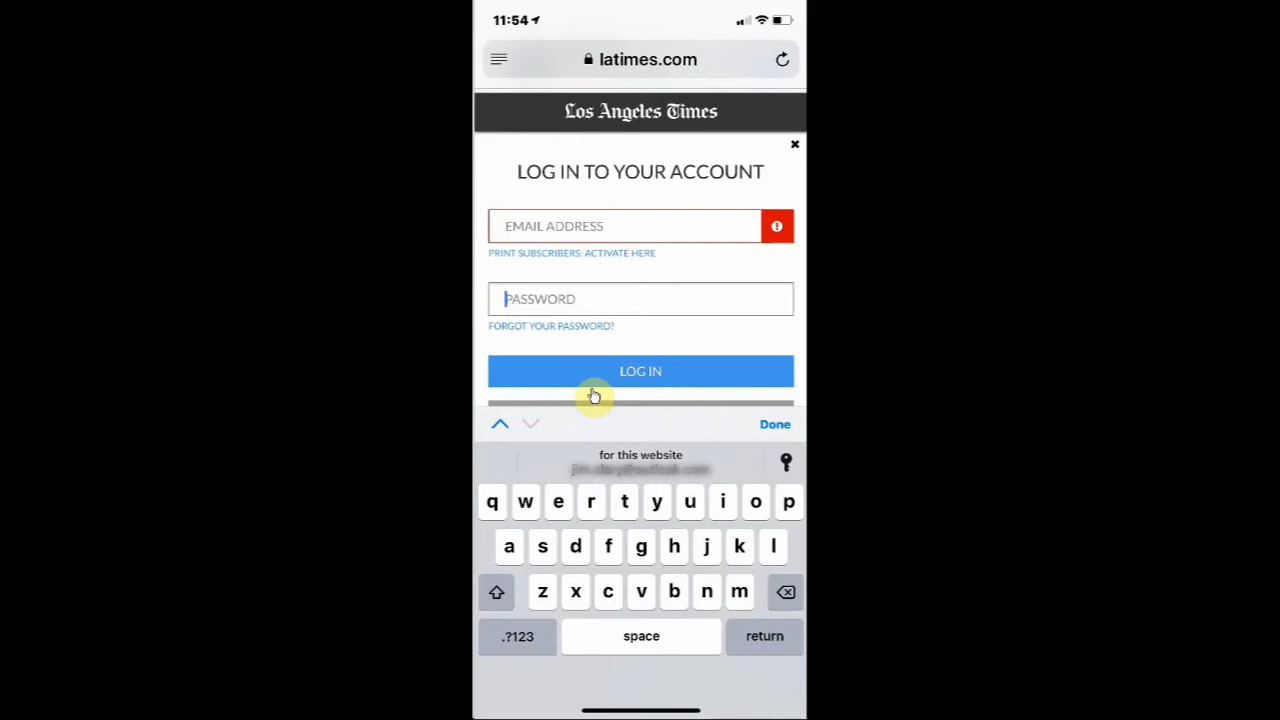 11:54
latimes.com
Los Angeles Times
LOG IN TO YOUR ACCOUNT
EMAIL ADDRESS
PRINT SUBSCRIBERS: ACTIVATE HERE
PASSWORD
FORGOT YOUR PASSWORD?
LOG IN
Done
for this website
q w e r t y u i o p
a s d f g h j k l
z x c v b n m
.?123 space return